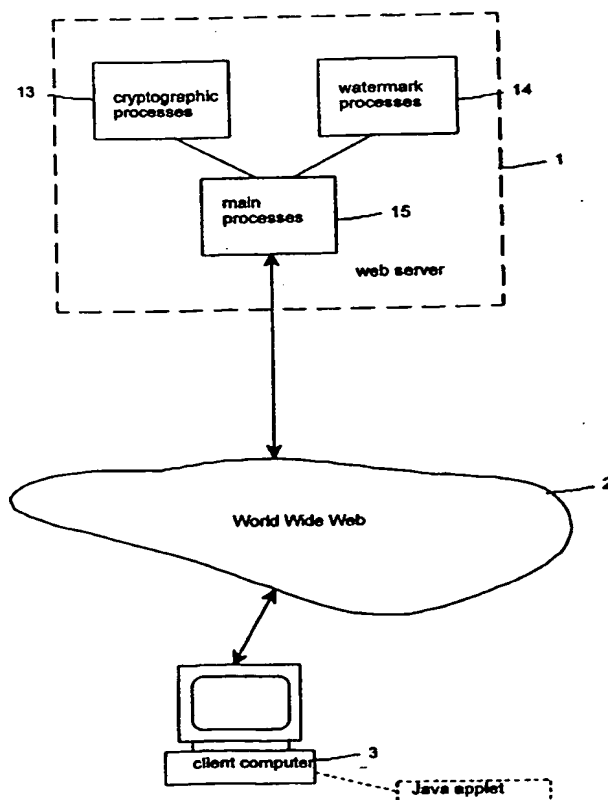 13
cryptographic
processes
watermark
processes
14
1
main
processes
15
web server
2
World Wide Web
3
client computer
Java applet